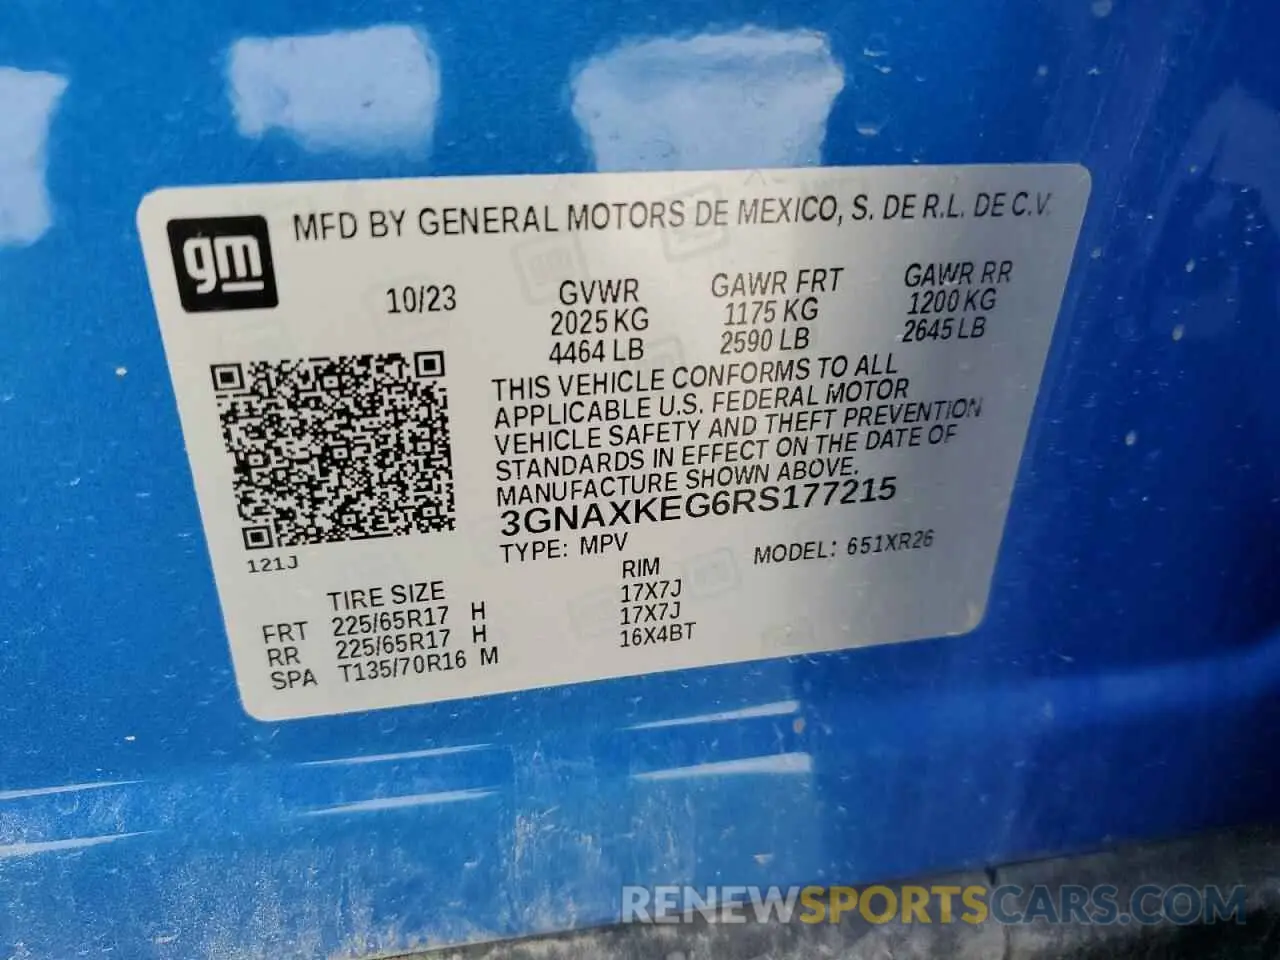 gm
MFD BY GENERAL MOTORS DE MEXICO, S. DE R.L. DE C.V.
10/23
GVWR GAWR FRT GAWR RR
2025 KG 1175 KG 1200 KG
4464 LB 2590 LB 2645 LB
THIS VEHICLE CONFORMS TO ALL
APPLICABLE U.S. FEDERAL MOTOR
VEHICLE SAFETY AND THEFT PREVENTION
STANDARDS IN EFFECT ON THE DATE OF
MANUFACTURE SHOWN ABOVE.
3GNAXKEG6RS177215
TYPE: MPV MODEL: 651XR26
121J
TIRE SIZE RIM
FRT 225/65R17 H 17X7J
RR 225/65R17 H 17X7J
SPA T135/70R16 M 16X4BT
RENEWSPORTSCARS.COM